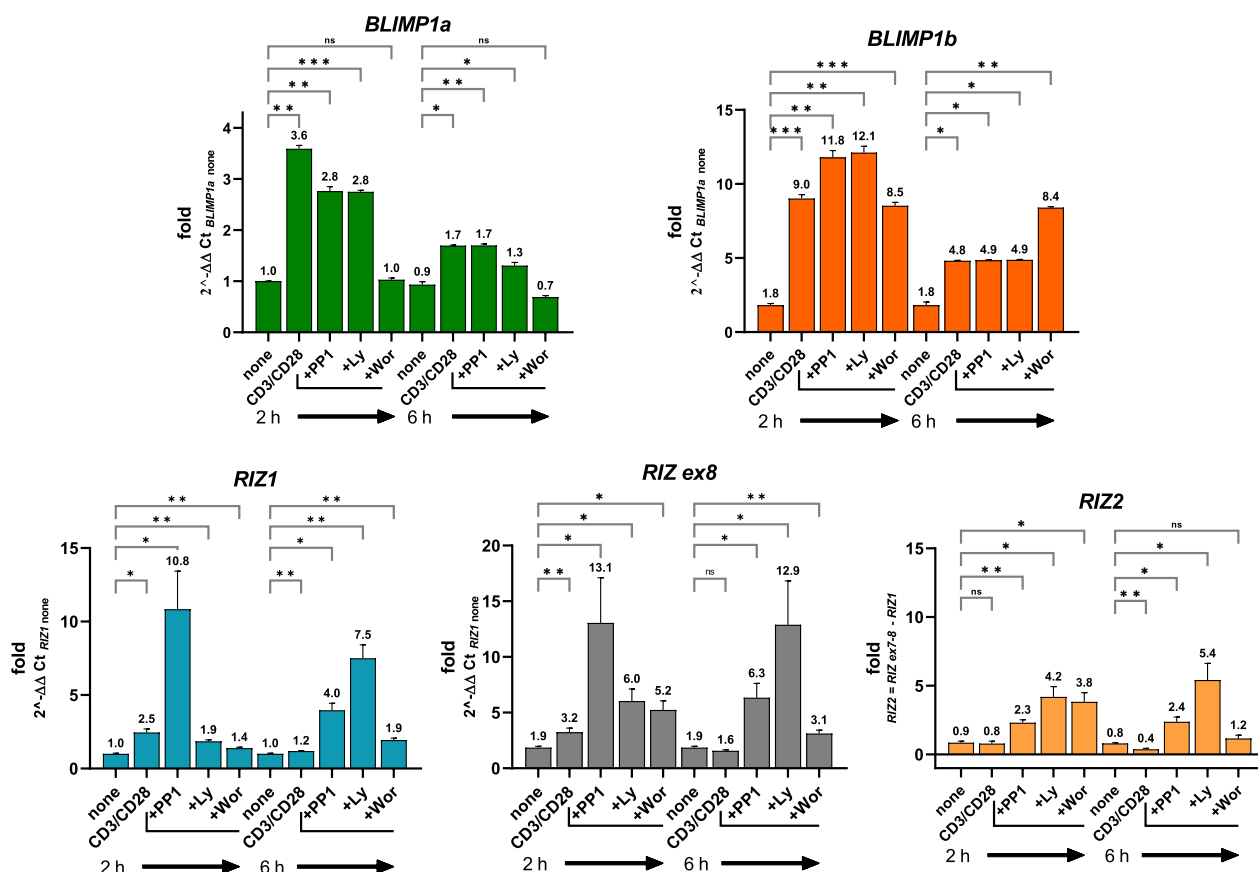 BLIMP1a
ns
ns
* * *
*
* *
* *
* *
*
fold
2^-ΔΔ Ct BLIMP1a none
4
3
2
1
0
1.0
3.6
2.8
2.8
1.0
0.9
1.7
1.7
1.3
0.7
none
CD3/CD28
+PP1
+Ly
+Wor
none
CD3/CD28
+PP1
+Ly
+Wor
2 h
6 h
BLIMP1b
* * *
* *
* *
*
* *
*
* * *
*
fold
2^-ΔΔ Ct BLIMP1a none
15
10
5
0
1.8
9.0
11.8
12.1
8.5
1.8
4.8
4.9
4.9
8.4
none
CD3/CD28
+PP1
+Ly
+Wor
none
CD3/CD28
+PP1
+Ly
+Wor
2 h
6 h
RIZ1
* *
* *
* *
* *
*
*
*
* *
fold
2^-ΔΔ Ct RIZ1 none
15
10
5
0
1.0
2.5
10.8
1.9
1.4
1.0
1.2
4.0
7.5
1.9
none
CD3/CD28
+PP1
+Ly
+Wor
none
CD3/CD28
+PP1
+Ly
+Wor
2 h
6 h
RIZ ex8
*
* *
*
*
*
*
* *
ns
fold
2^-ΔΔ Ct RIZ1 none
20
15
10
5
0
1.9
3.2
13.1
6.0
5.2
1.9
1.6
6.3
12.9
3.1
none
CD3/CD28
+PP1
+Ly
+Wor
none
CD3/CD28
+PP1
+Ly
+Wor
2 h
6 h
RIZ2
*
ns
*
*
* *
*
ns
* *
fold
RIZ2 = RIZ ex7-8 - RIZ1
15
10
5
0
0.9
0.8
2.3
4.2
3.8
0.8
0.4
2.4
5.4
1.2
none
CD3/CD28
+PP1
+Ly
+Wor
none
CD3/CD28
+PP1
+Ly
+Wor
2 h
6 h